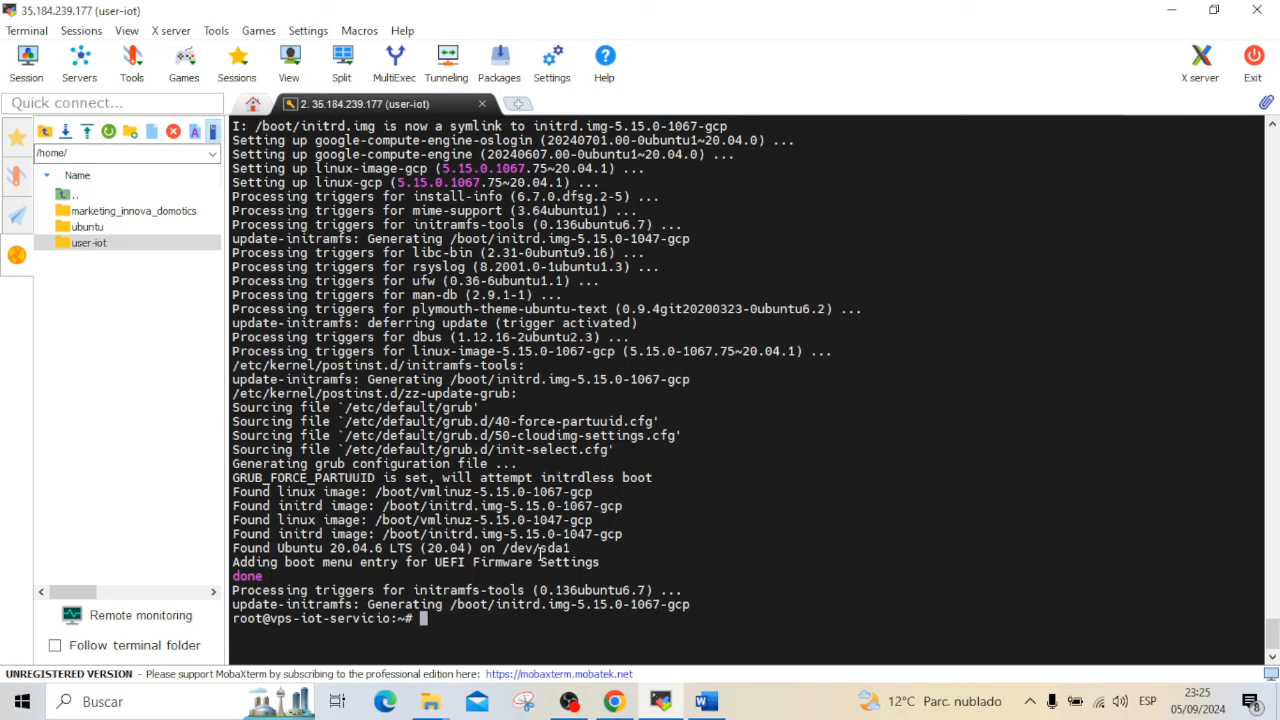 35.184.239.177 (user-iot)
Terminal Sessions View X server Tools Games Settings Macros Help
Session Servers Tools Games Sessions View Split MultiExec Tunneling Packages Settings Help X server Exit
Quick connect...
2. 35.184.239.177 (user-iot)
/home/
Name
..
marketing_innova_domotics
ubuntu
user-iot
Remote monitoring
Follow terminal folder
I: /boot/initrd.img is now a symlink to initrd.img-5.15.0-1067-gcp
Setting up google-compute-engine-oslogin (20240701.00-0ubuntu1~20.04.0) ...
Setting up google-compute-engine (20240607.00-0ubuntu1~20.04.0) ...
Setting up linux-image-gcp (5.15.0.1067.75~20.04.1) ...
Setting up linux-gcp (5.15.0.1067.75~20.04.1) ...
Processing triggers for install-info (6.7.0.dfsg.2-5) ...
Processing triggers for mime-support (3.64ubuntu1) ...
Processing triggers for initramfs-tools (0.136ubuntu6.7) ...
update-initramfs: Generating /boot/initrd.img-5.15.0-1047-gcp
Processing triggers for libc-bin (2.31-0ubuntu9.16) ...
Processing triggers for rsyslog (8.2001.0-1ubuntu1.3) ...
Processing triggers for ufw (0.36-6ubuntu1.1) ...
Processing triggers for man-db (2.9.1-1) ...
Processing triggers for plymouth-theme-ubuntu-text (0.9.4git20200323-0ubuntu6.2) ...
update-initramfs: deferring update (trigger activated)
Processing triggers for dbus (1.12.16-2ubuntu2.3) ...
Processing triggers for linux-image-5.15.0-1067-gcp (5.15.0-1067.75~20.04.1) ...
/etc/kernel/postinst.d/initramfs-tools:
update-initramfs: Generating /boot/initrd.img-5.15.0-1067-gcp
/etc/kernel/postinst.d/zz-update-grub:
Sourcing file `/etc/default/grub'
Sourcing file `/etc/default/grub.d/40-force-partuuid.cfg'
Sourcing file `/etc/default/grub.d/50-cloudimg-settings.cfg'
Sourcing file `/etc/default/grub.d/init-select.cfg'
Generating grub configuration file ...
GRUB_FORCE_PARTUUID is set, will attempt initrdless boot
Found linux image: /boot/vmlinuz-5.15.0-1067-gcp
Found initrd image: /boot/initrd.img-5.15.0-1067-gcp
Found linux image: /boot/vmlinuz-5.15.0-1047-gcp
Found initrd image: /boot/initrd.img-5.15.0-1047-gcp
Found Ubuntu 20.04.6 LTS (20.04) on /dev/sda1
Adding boot menu entry for UEFI Firmware Settings
done
Processing triggers for initramfs-tools (0.136ubuntu6.7) ...
update-initramfs: Generating /boot/initrd.img-5.15.0-1067-gcp
root@vps-iot-servicio:~#
UNREGISTERED VERSION - Please support MobaXterm by subscribing to the professional edition here: https://mobaxterm.mobatek.net
Buscar
12°C Parc. nublado
ESP
23:25
05/09/2024
8